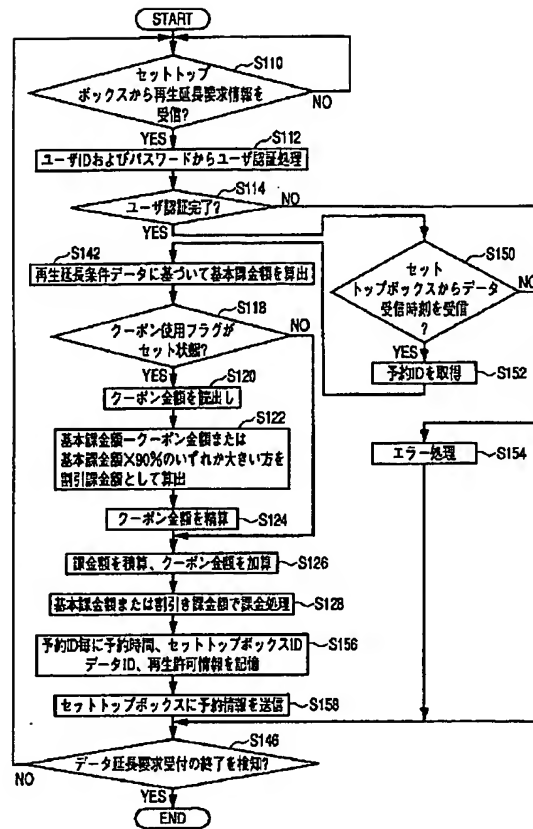 START
S110
セットトップ
ボックスから再生延長要求情報を
受信?
NO
YES
S112
ユーザIDおよびパスワードからユーザ認証処理
S114
NO
ユーザ認証完了?
YES
S142
再生延長条件データに基づいて基本課金額を算出
S150
セット
トップボックスからデータ
受信時刻を受信
?
NO
YES
予約IDを取得
S152
S118
クーポン使用フラグが
セット状態?
NO
YES
S120
クーポン金額を読出し
S122
基本課金額ークーポン金額または
基本課金額×90%のいずれか大きい方を
割引課金額として算出
エラー処理
S154
クーポン金額を精算
S124
課金額を積算、クーポン金額を加算
S126
基本課金額または割引き課金額で課金処理
S128
予約ID毎に予約時間、セットトップボックスID
データID、再生許可情報を記憶
S156
セットトップボックスに予約情報を送信
S158
S146
データ延長要求受付の終了を検知?
NO
YES
END